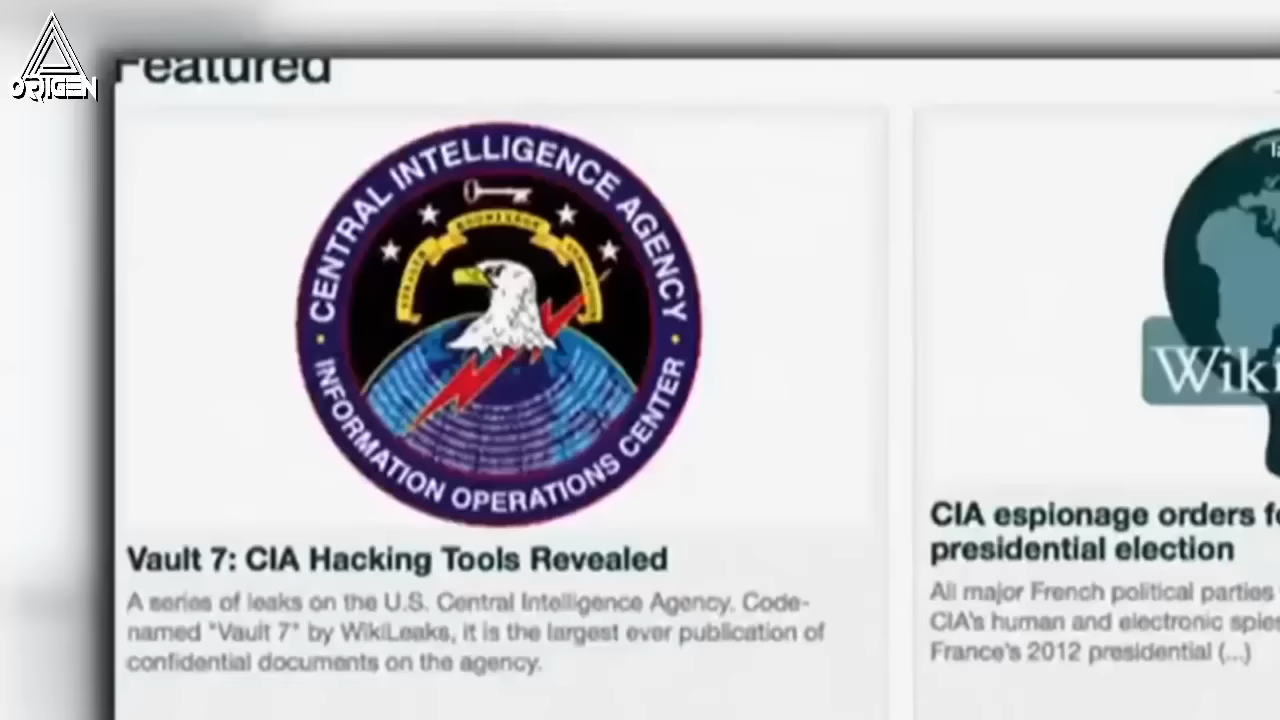 ORIGEN
Featured
CENTRAL INTELLIGENCE AGENCY
INFORMATION OPERATIONS CENTER
Vault 7: CIA Hacking Tools Revealed
A series of leaks on the U.S. Central Intelligence Agency. Code-
named "Vault 7" by WikiLeaks, it is the largest ever publication of
confidential documents on the agency.
Wiki
CIA espionage orders
presidential election
All major French political parties
CIA's human and electronic spies
France's 2012 presidential (...)